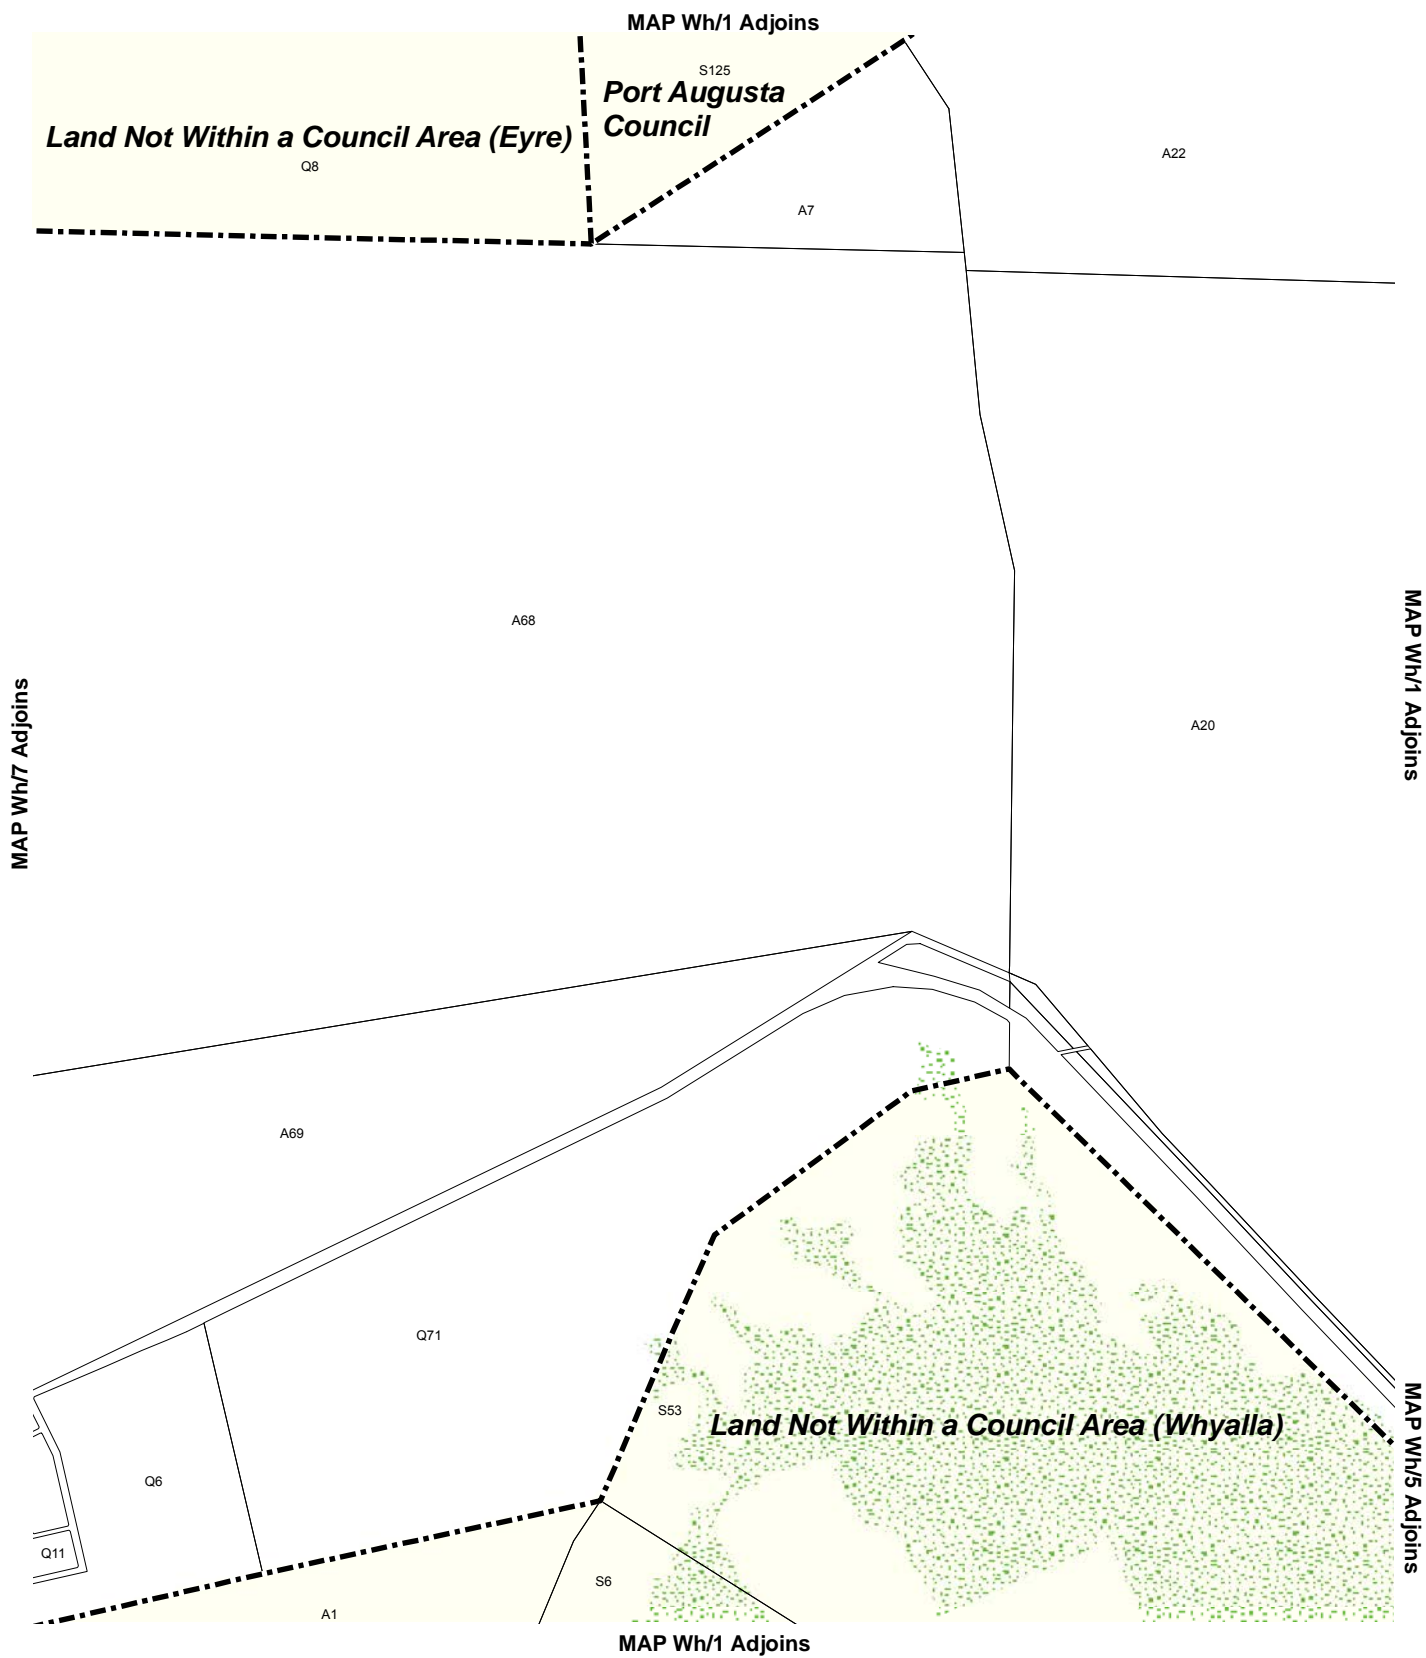 MAP Wh/1 Adjoins
S125
Port Augusta
Council
Land Not Within a Council Area (Eyre)
Q8
A22
A7
A68
MAP Wh/1 Adjoins
MAP Wh/7 Adjoins
A20
A69
Q71
S53
Land Not Within a Council Area (Whyalla)
MAP Wh/5 Adjoins
Q6
Q11
S6
A1
MAP Wh/1 Adjoins